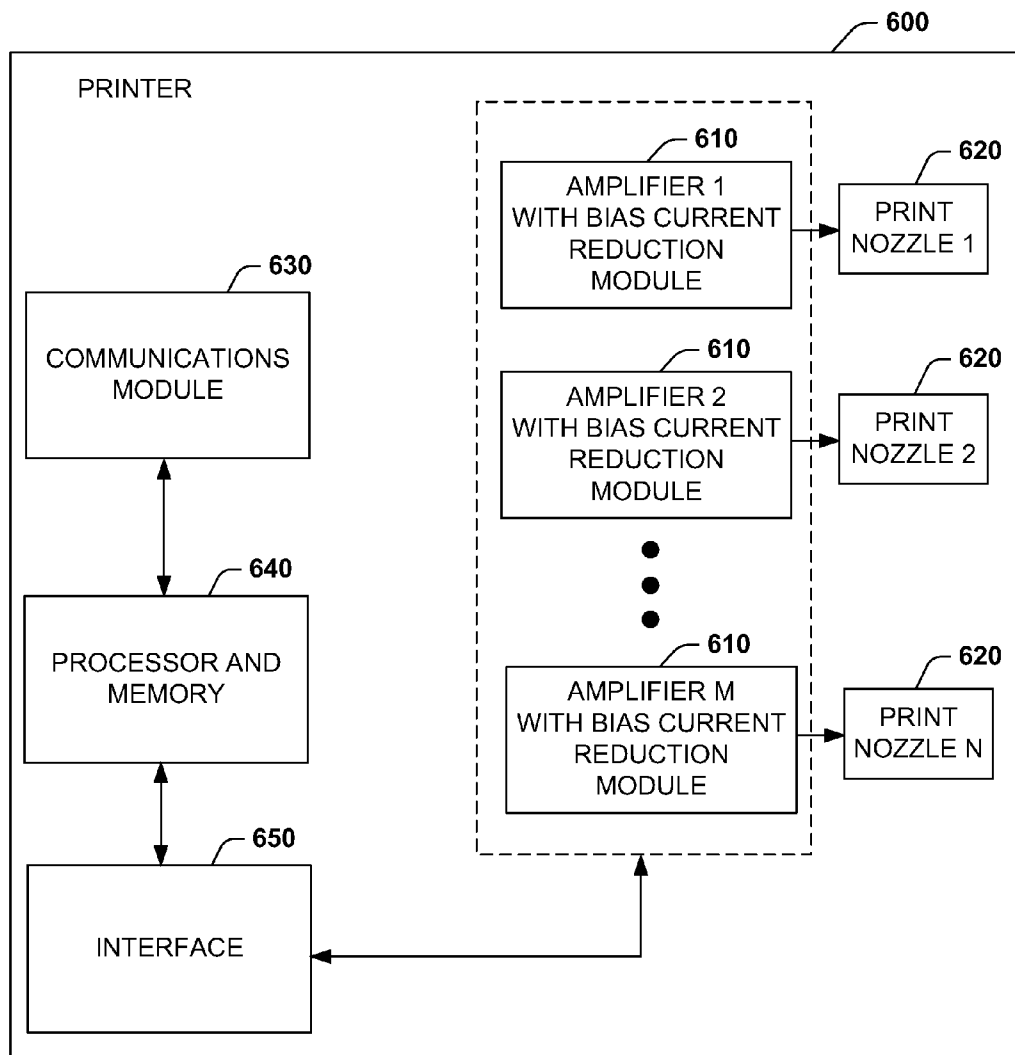 600
PRINTER
610
AMPLIFIER 1
WITH BIAS CURRENT
REDUCTION
MODULE
620
PRINT
NOZZLE 1
630
COMMUNICATIONS
MODULE
610
AMPLIFIER 2
WITH BIAS CURRENT
REDUCTION
MODULE
620
PRINT
NOZZLE 2
640
PROCESSOR AND
MEMORY
610
AMPLIFIER M
WITH BIAS CURRENT
REDUCTION
MODULE
620
PRINT
NOZZLE N
650
INTERFACE